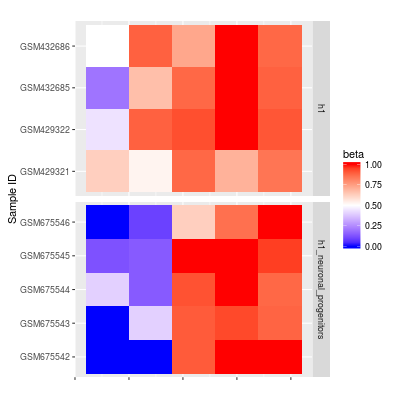 GSM432686
GSM432685
GSM429322
GSM429321
h1
Sample ID
GSM675546
GSM675545
GSM675544
GSM675543
GSM675542
h1_neuronal_progenitors
beta
1.00
0.75
0.50
0.25
0.00